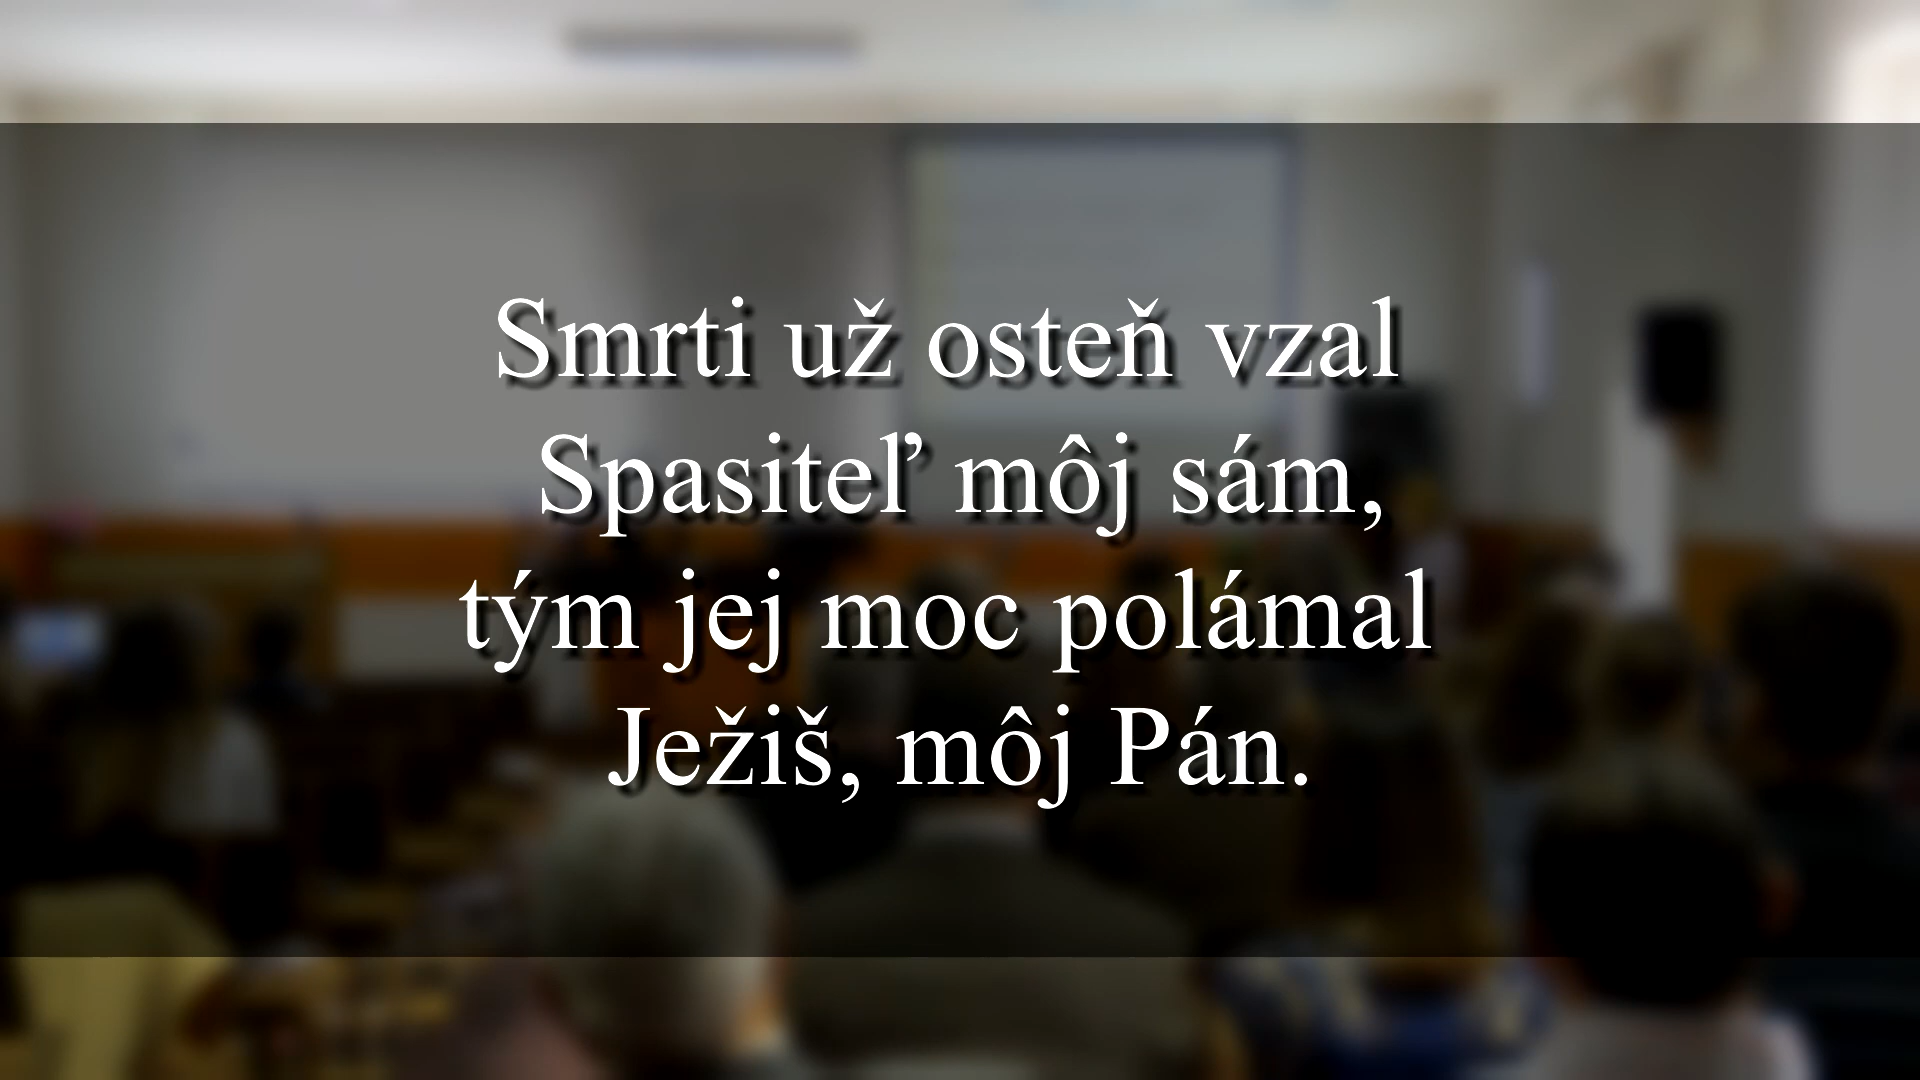 Smrti už osteň vzal
Spasiteľ môj sám,
tým jej moc polámal
Ježiš, môj Pán.